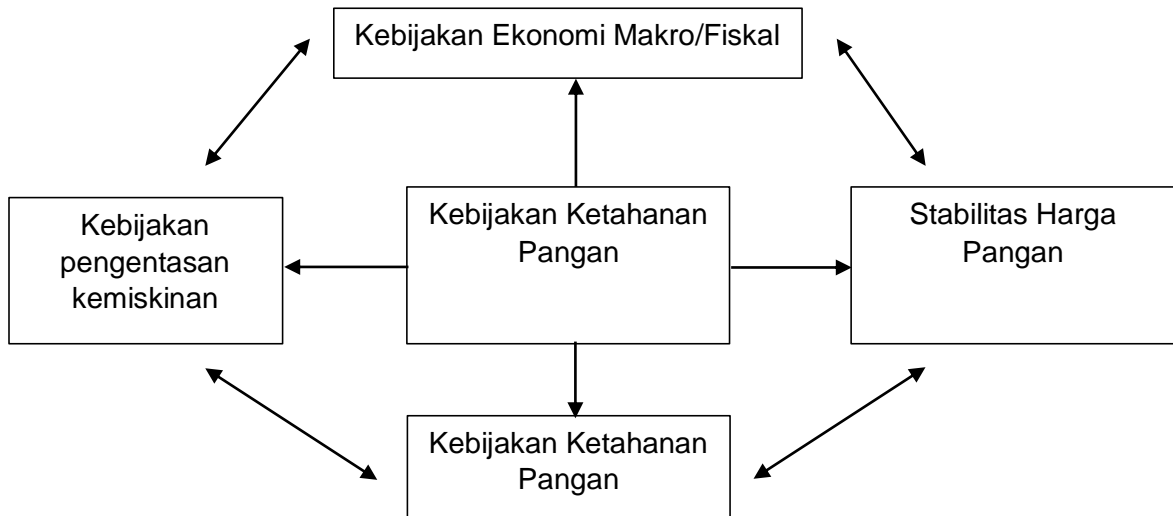 Kebijakan Ekonomi Makro/Fiskal
Kebijakan
pengentasan
kemiskinan
Kebijakan Ketahanan
Pangan
Stabilitas Harga
Pangan
Kebijakan Ketahanan
Pangan